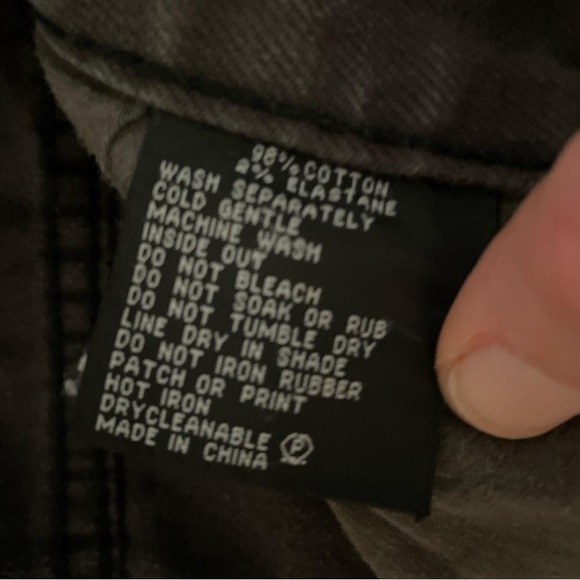 98% COTTON
2% ELASTANE
WASH SEPARATELY
COLD GENTLE
MACHINE WASH
INSIDE OUT
DO NOT BLEACH
DO NOT SOAK OR RUB
DO NOT TUMBLE DRY
LINE DRY IN SHADE
DO NOT IRON RUBBER
PATCH OR PRINT
HOT IRON
DRYCLEANABLE Ⓟ
MADE IN CHINA